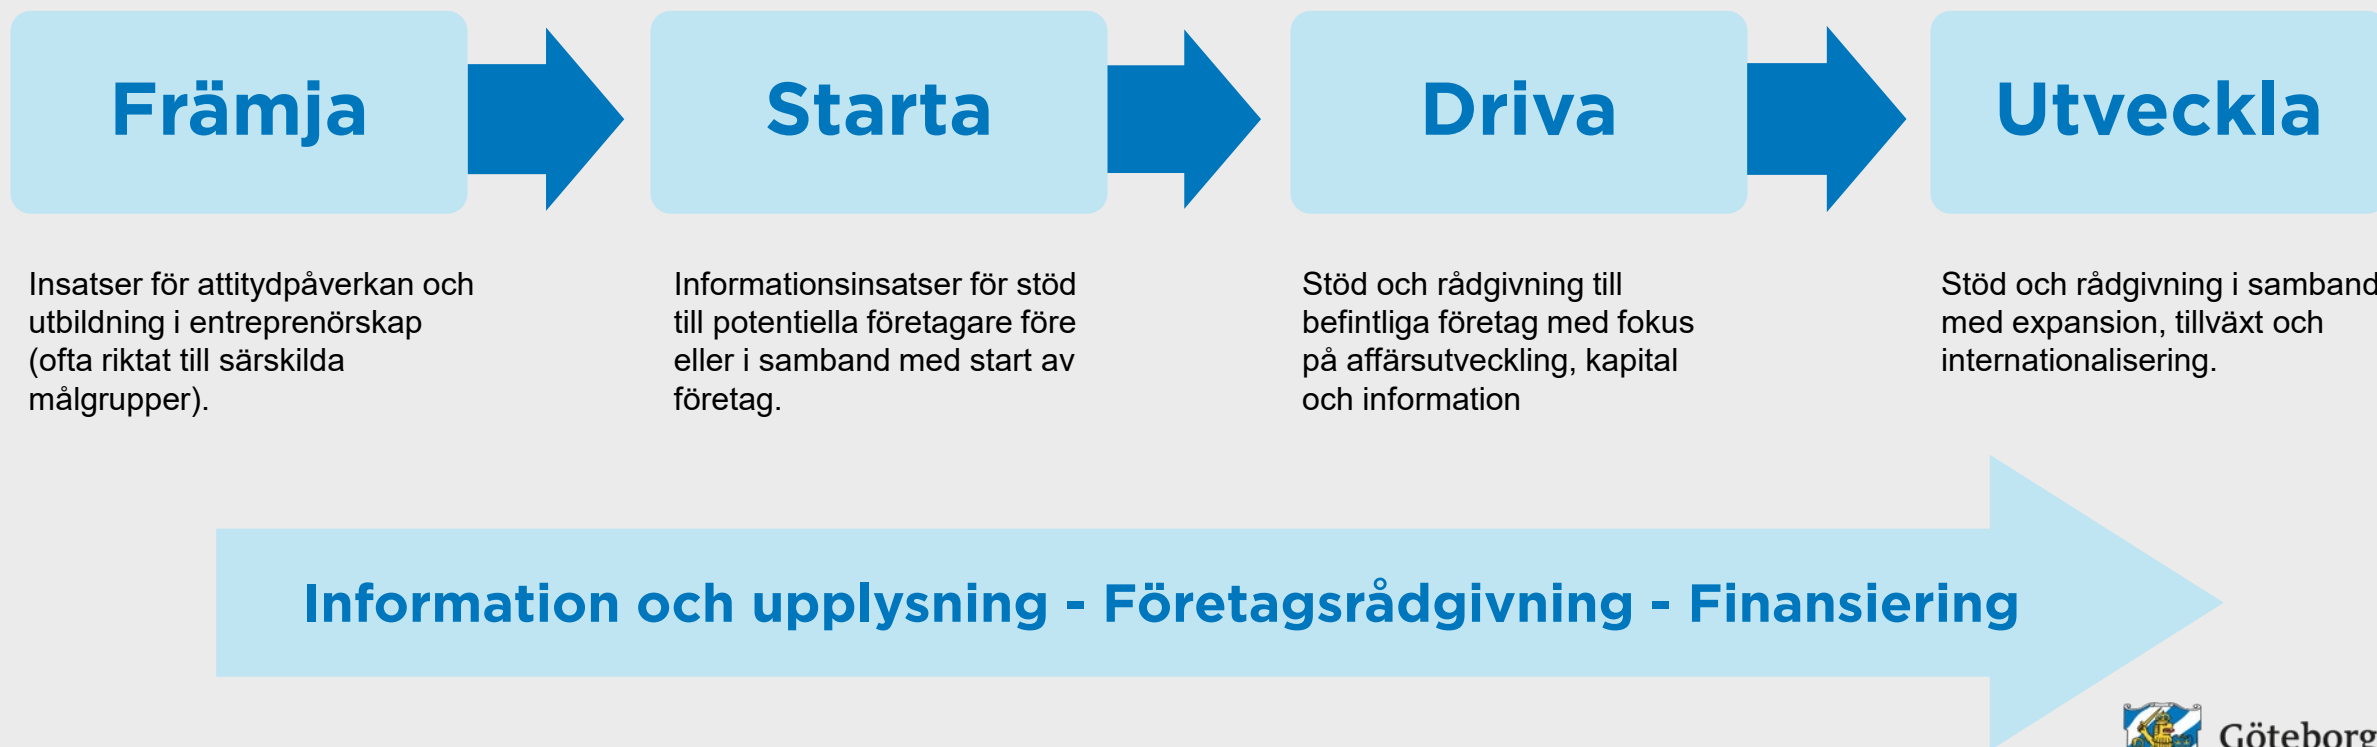 Främja
Starta
Driva
Utveckla
Insatser för attitydpåverkan och
utbildning i entreprenörskap
(ofta riktat till särskilda
målgrupper).
Informationsinsatser för stöd
till potentiella företagare före
eller i samband med start av
företag.
Stöd och rådgivning till
befintliga företag med fokus
på affärsutveckling, kapital
och information
Stöd och rådgivning i samband
med expansion, tillväxt och
internationalisering.
Information och upplysning - Företagsrådgivning - Finansiering
Göteborg